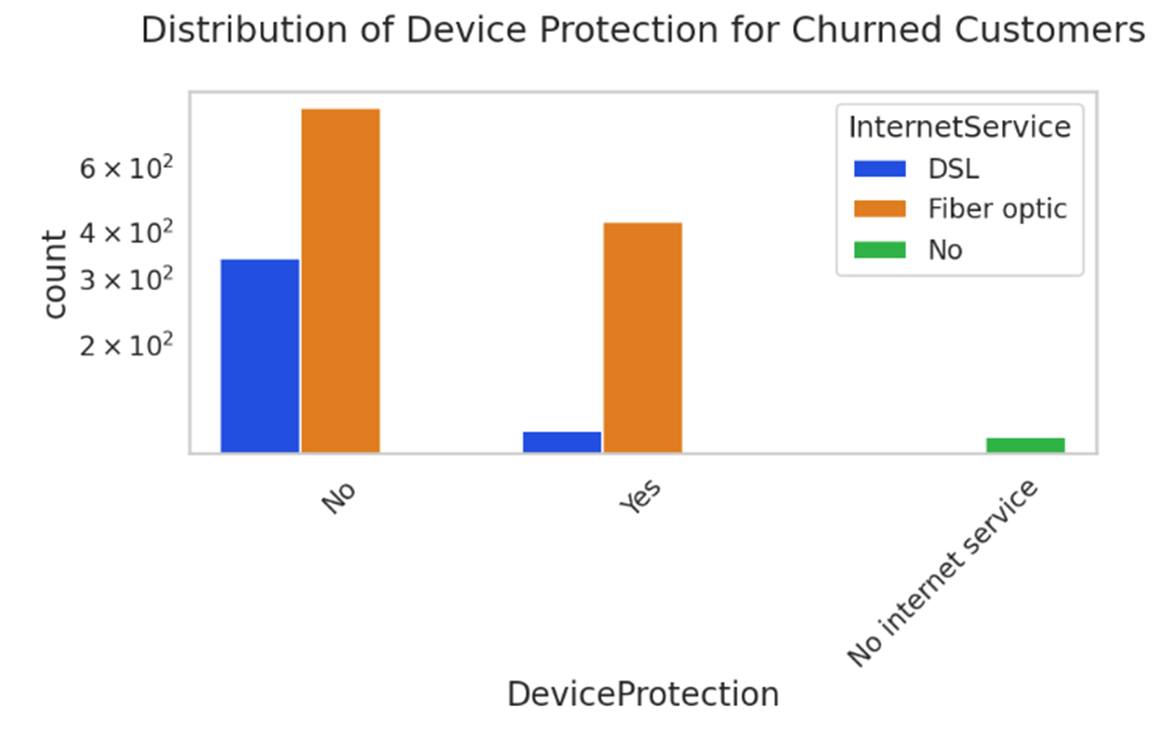 Distribution of Device Protection for Churned Customers
InternetService
DSL
Fiber optic
No
6 × 10²
4 × 10²
3 × 10²
2 × 10²
count
No
Yes
No internet service
DeviceProtection